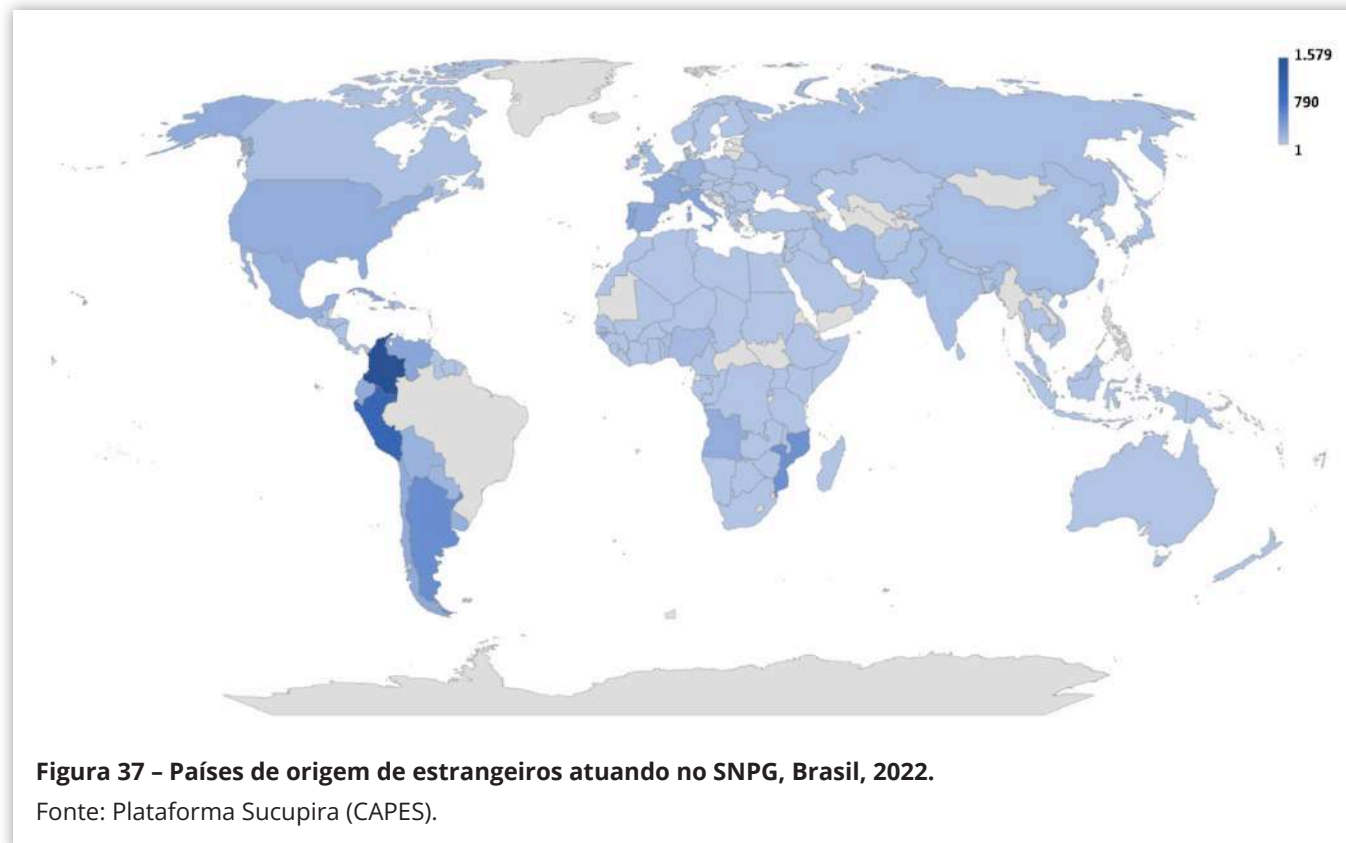 1.579
790
1
Figura 37 – Países de origem de estrangeiros atuando no SNPG, Brasil, 2022.
Fonte: Plataforma Sucupira (CAPES).